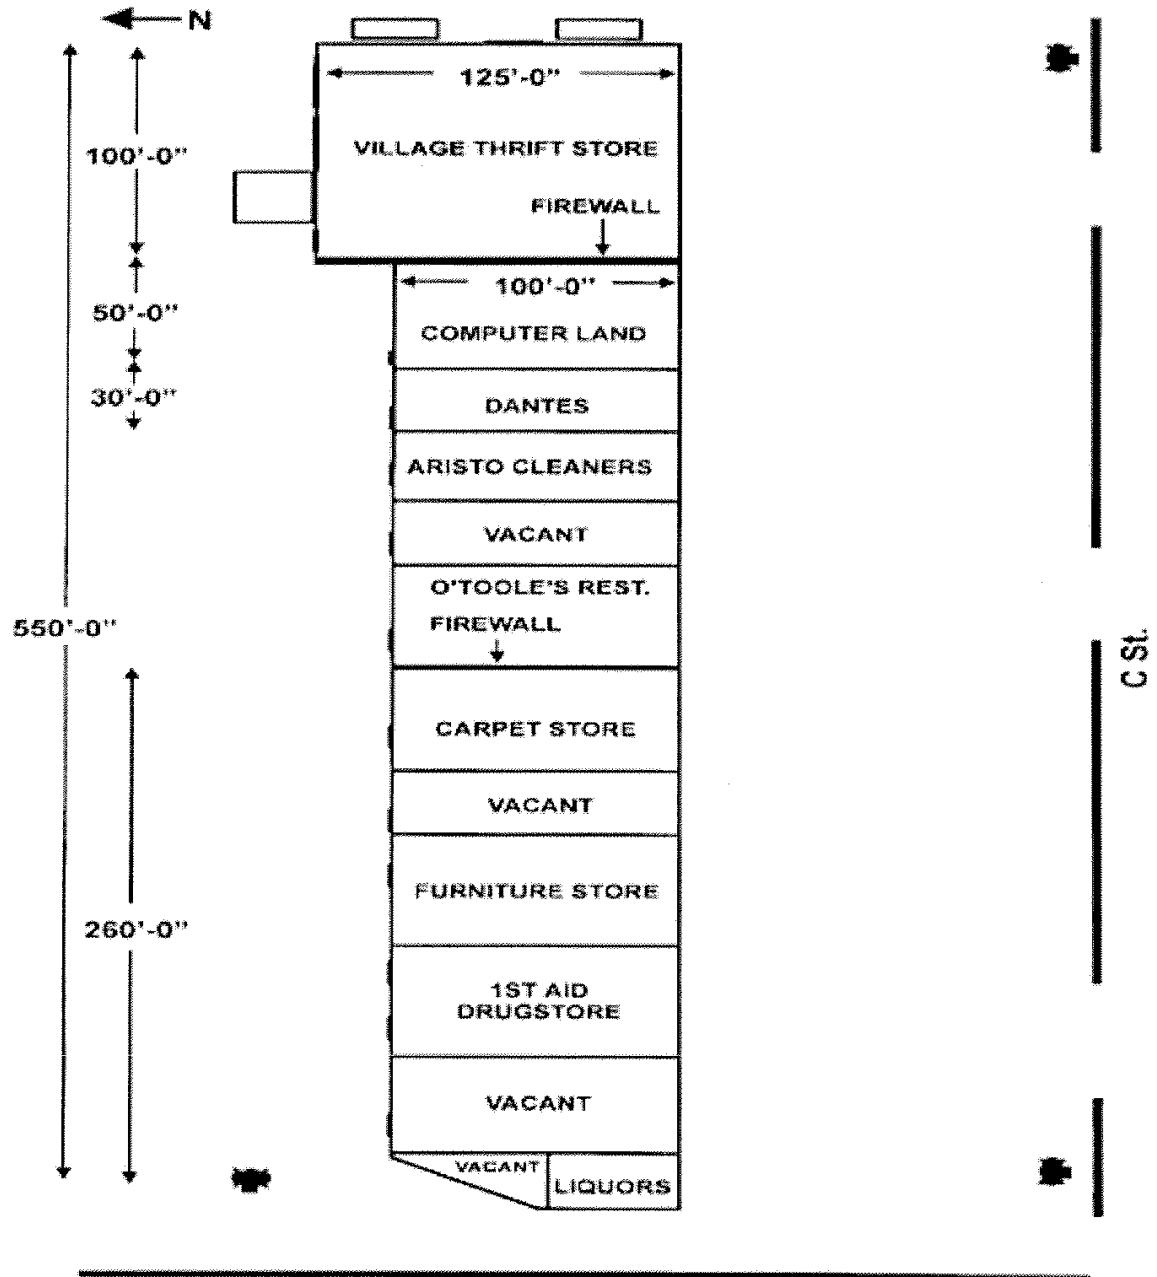 N
125'-0"
100'-0"
VILLAGE THRIFT STORE
FIREWALL
100'-0"
50'-0"
COMPUTER LAND
30'-0"
DANTES
ARISTO CLEANERS
VACANT
O'TOOLE'S REST.
FIREWALL
550'-0"
C St.
CARPET STORE
VACANT
FURNITURE STORE
260'-0"
1ST AID
DRUGSTORE
VACANT
VACANT
LIQUORS